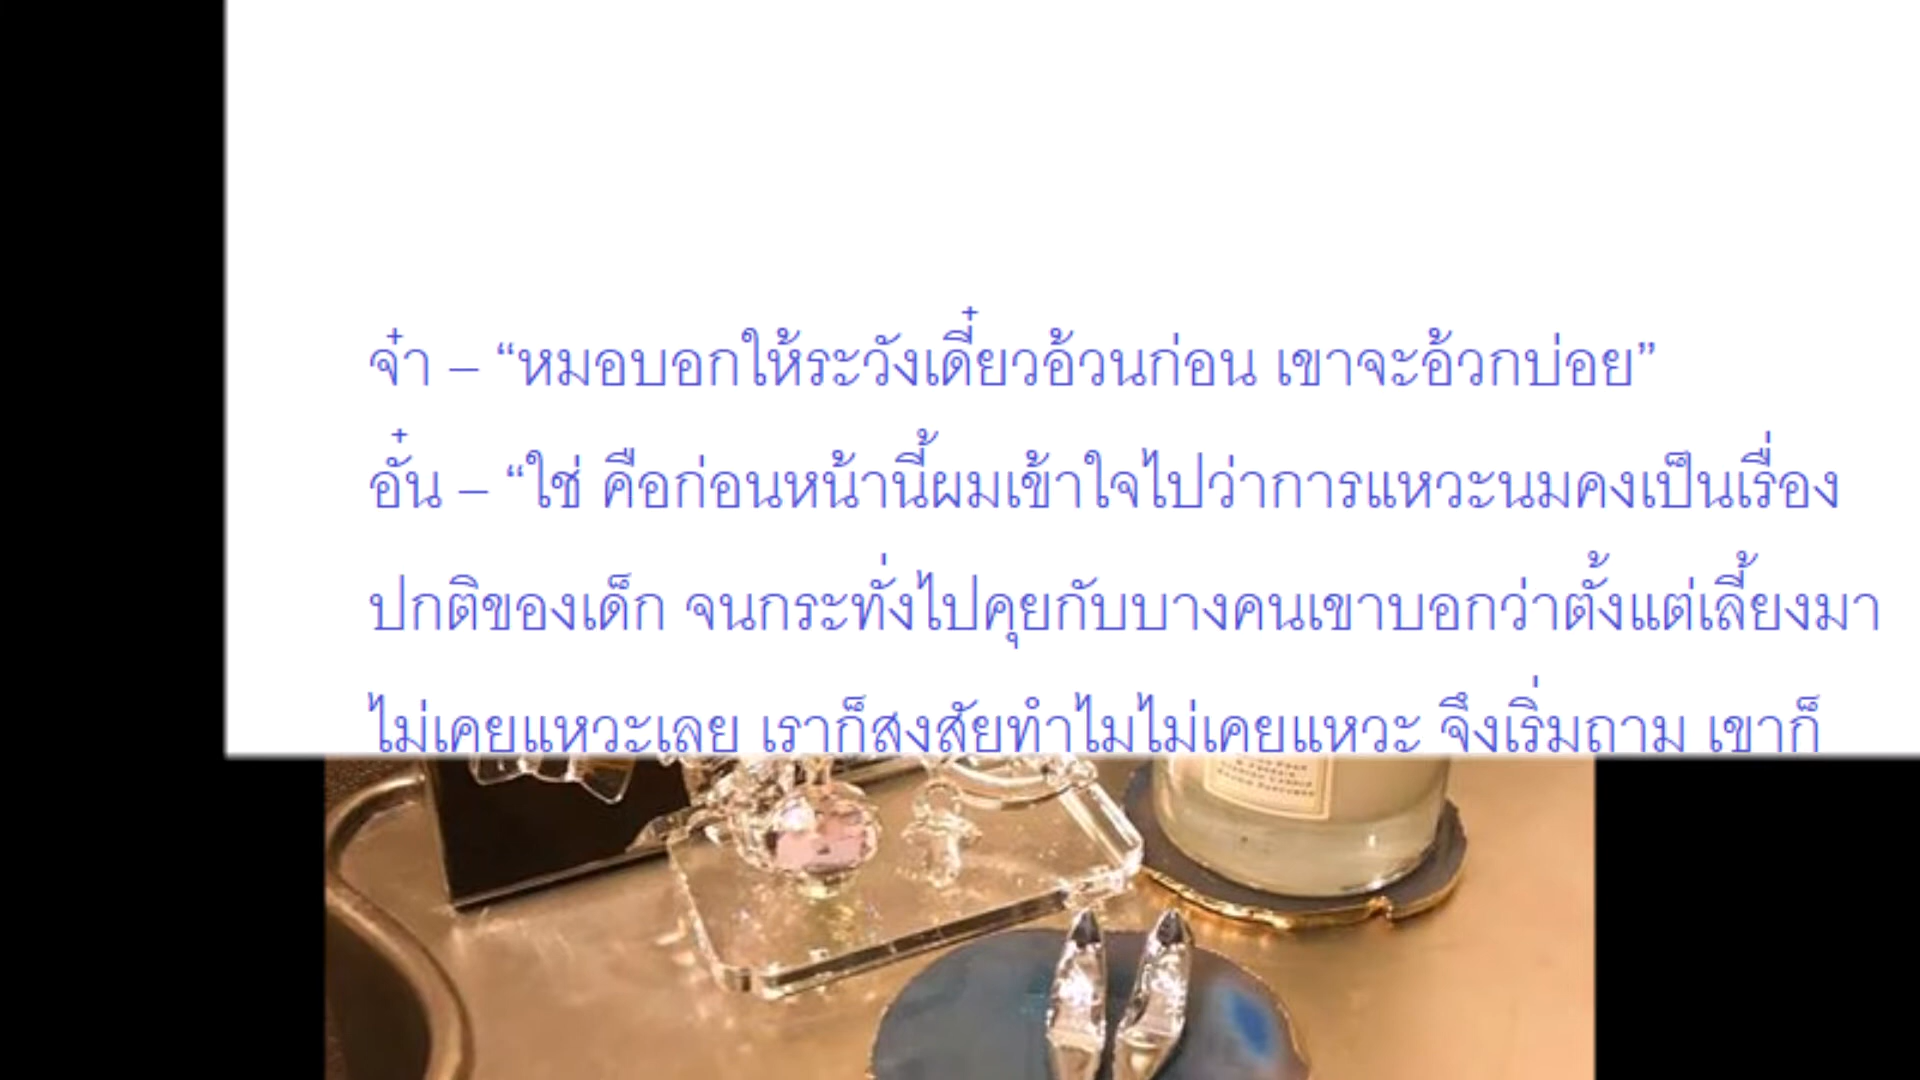 จ๋า – “หมอบอกให้ระวังเดี๋ยวอ้วนก่อน เขาจะอ้วกบ่อย”
อั๋น – “ใช่ คือก่อนหน้านี้ผมเข้าใจไปว่าการแหวะนมคงเป็นเรื่อง
ปกติของเด็ก จนกระทั่งไปคุยกับบางคนเขาบอกว่าตั้งแต่เลี้ยงมา
ไม่เคยแหวะเลย เราก็สงสัยทำไมไม่เคยแหวะ จึงเริ่มถาม เขาก็